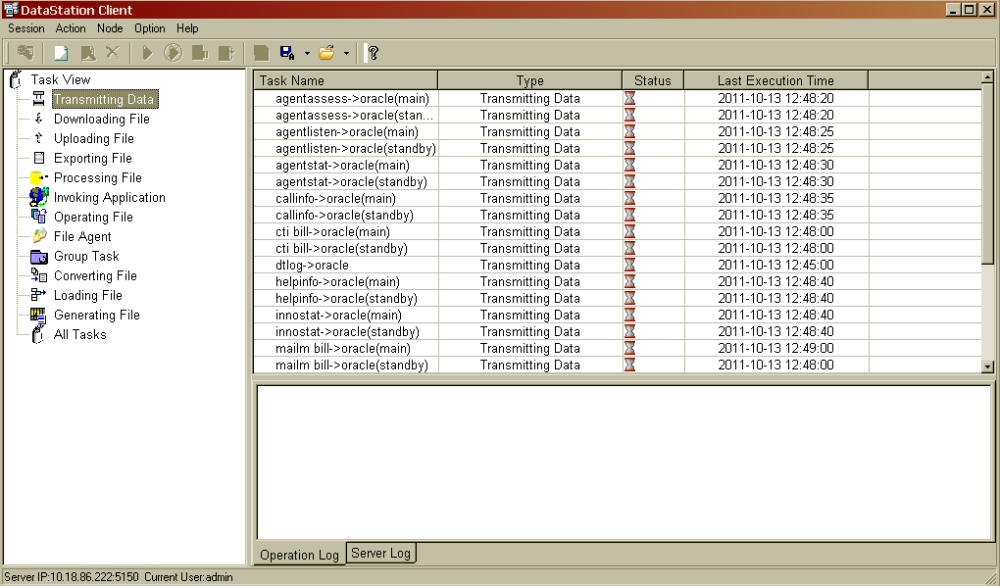 DataStation Client
Session Action Node Option Help
Task View
Transmitting Data
Downloading File
Uploading File
Exporting File
Processing File
Invoking Application
Operating File
File Agent
Group Task
Converting File
Loading File
Generating File
All Tasks
Task Name Type Status Last Execution Time
agentassess->oracle(main) Transmitting Data 2011-10-13 12:48:20
agentassess->oracle(stan... Transmitting Data 2011-10-13 12:48:20
agentlisten->oracle(main) Transmitting Data 2011-10-13 12:48:25
agentlisten->oracle(standby) Transmitting Data 2011-10-13 12:48:25
agentstat->oracle(main) Transmitting Data 2011-10-13 12:48:30
agentstat->oracle(standby) Transmitting Data 2011-10-13 12:48:30
callinfo->oracle(main) Transmitting Data 2011-10-13 12:48:35
callinfo->oracle(standby) Transmitting Data 2011-10-13 12:48:35
cti bill->oracle(main) Transmitting Data 2011-10-13 12:48:00
cti bill->oracle(standby) Transmitting Data 2011-10-13 12:48:00
dtlog->oracle Transmitting Data 2011-10-13 12:45:00
helpinfo->oracle(main) Transmitting Data 2011-10-13 12:48:40
helpinfo->oracle(standby) Transmitting Data 2011-10-13 12:48:40
innostat->oracle(main) Transmitting Data 2011-10-13 12:48:40
innostat->oracle(standby) Transmitting Data 2011-10-13 12:48:40
mailm bill->oracle(main) Transmitting Data 2011-10-13 12:49:00
mailm bill->oracle(standby) Transmitting Data 2011-10-13 12:48:00
Operation Log Server Log
Server IP:10.18.86.222:5150 Current User:admin